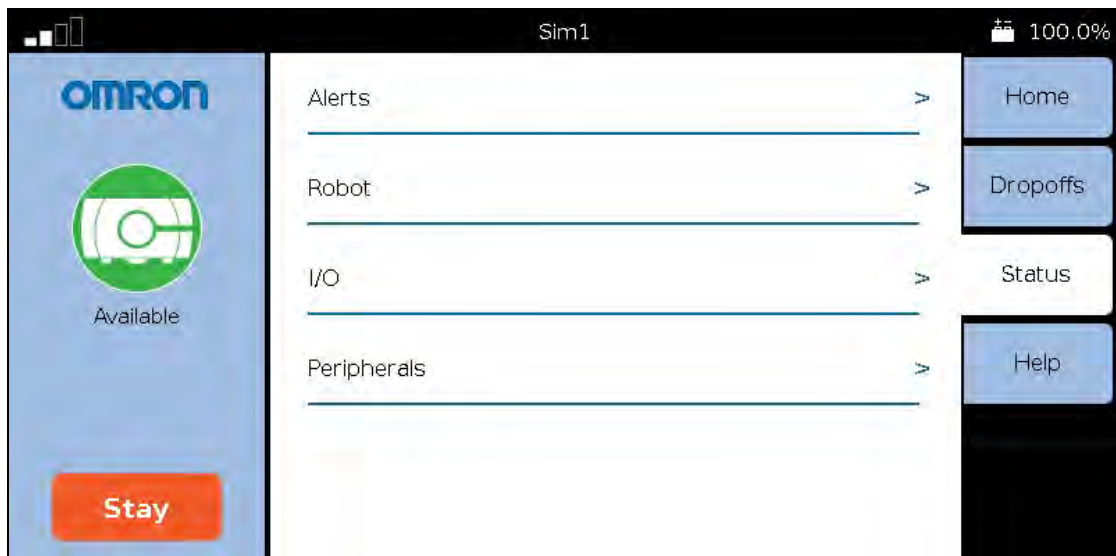 Sim1
100.0%
OMRON
Available
Stay
Alerts >
Robot >
I/O >
Peripherals >
Home
Dropoffs
Status
Help